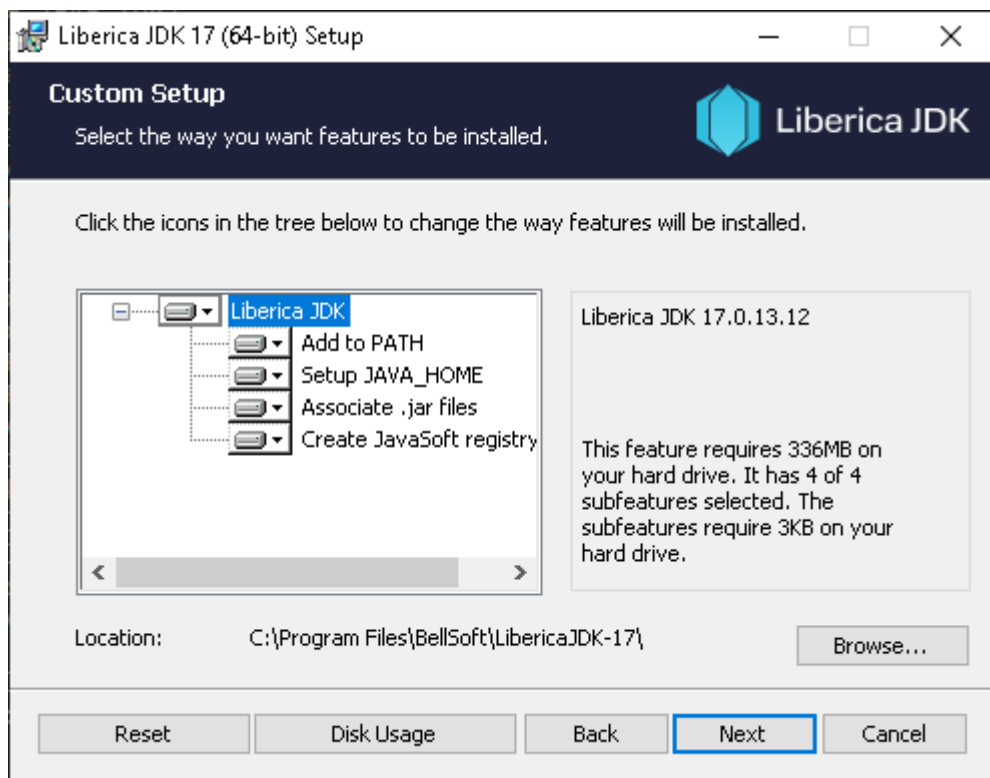 Liberica JDK 17 (64-bit) Setup
Custom Setup
Select the way you want features to be installed.
Liberica JDK
Click the icons in the tree below to change the way features will be installed.
Liberica JDK
Add to PATH
Setup JAVA_HOME
Associate .jar files
Create JavaSoft registry
Liberica JDK 17.0.13.12
This feature requires 336MB on
your hard drive. It has 4 of 4
subfeatures selected. The
subfeatures require 3KB on your
hard drive.
Location: C:\Program Files\BellSoft\LibericaJDK-17\
Browse...
Reset Disk Usage Back Next Cancel